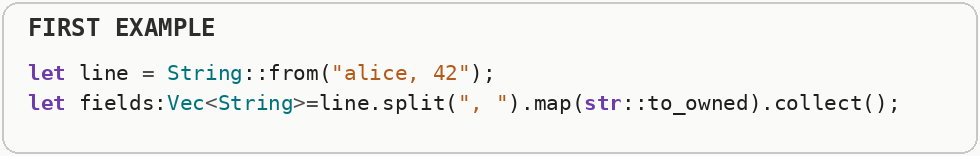 FIRST EXAMPLE
let line = String::from("alice, 42");
let fields:Vec<String>=line.split(", ").map(str::to_owned).collect();